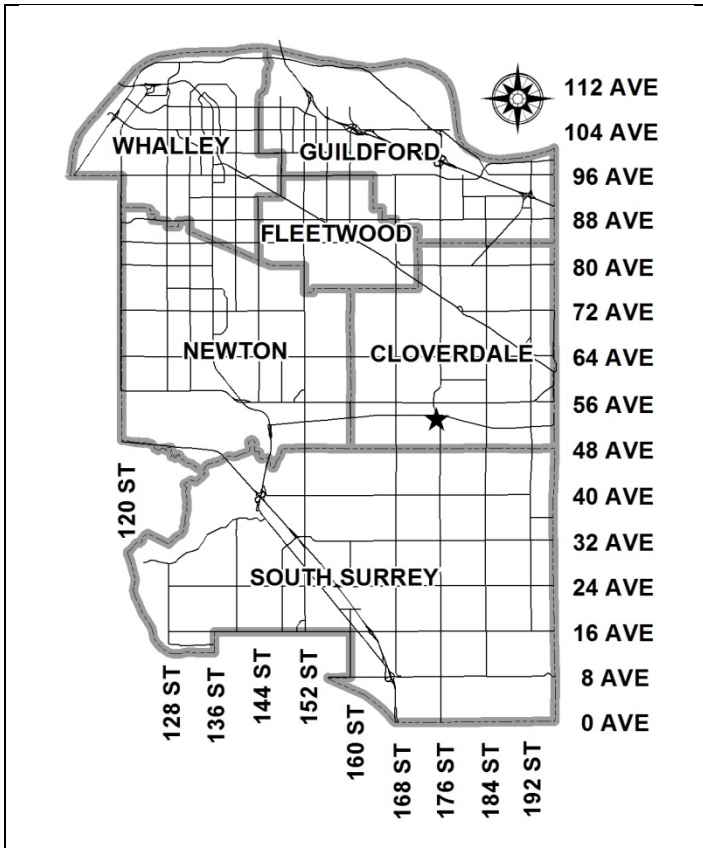 112 AVE
104 AVE
WHALLEY
GUILDFORD
96 AVE
88 AVE
FLEETWOOD
80 AVE
72 AVE
NEWTON
CLOVERDALE
64 AVE
56 AVE
48 AVE
120 ST
40 AVE
32 AVE
SOUTH SURREY
24 AVE
16 AVE
128 ST
136 ST
144 ST
152 ST
160 ST
8 AVE
0 AVE
168 ST
176 ST
184 ST
192 ST